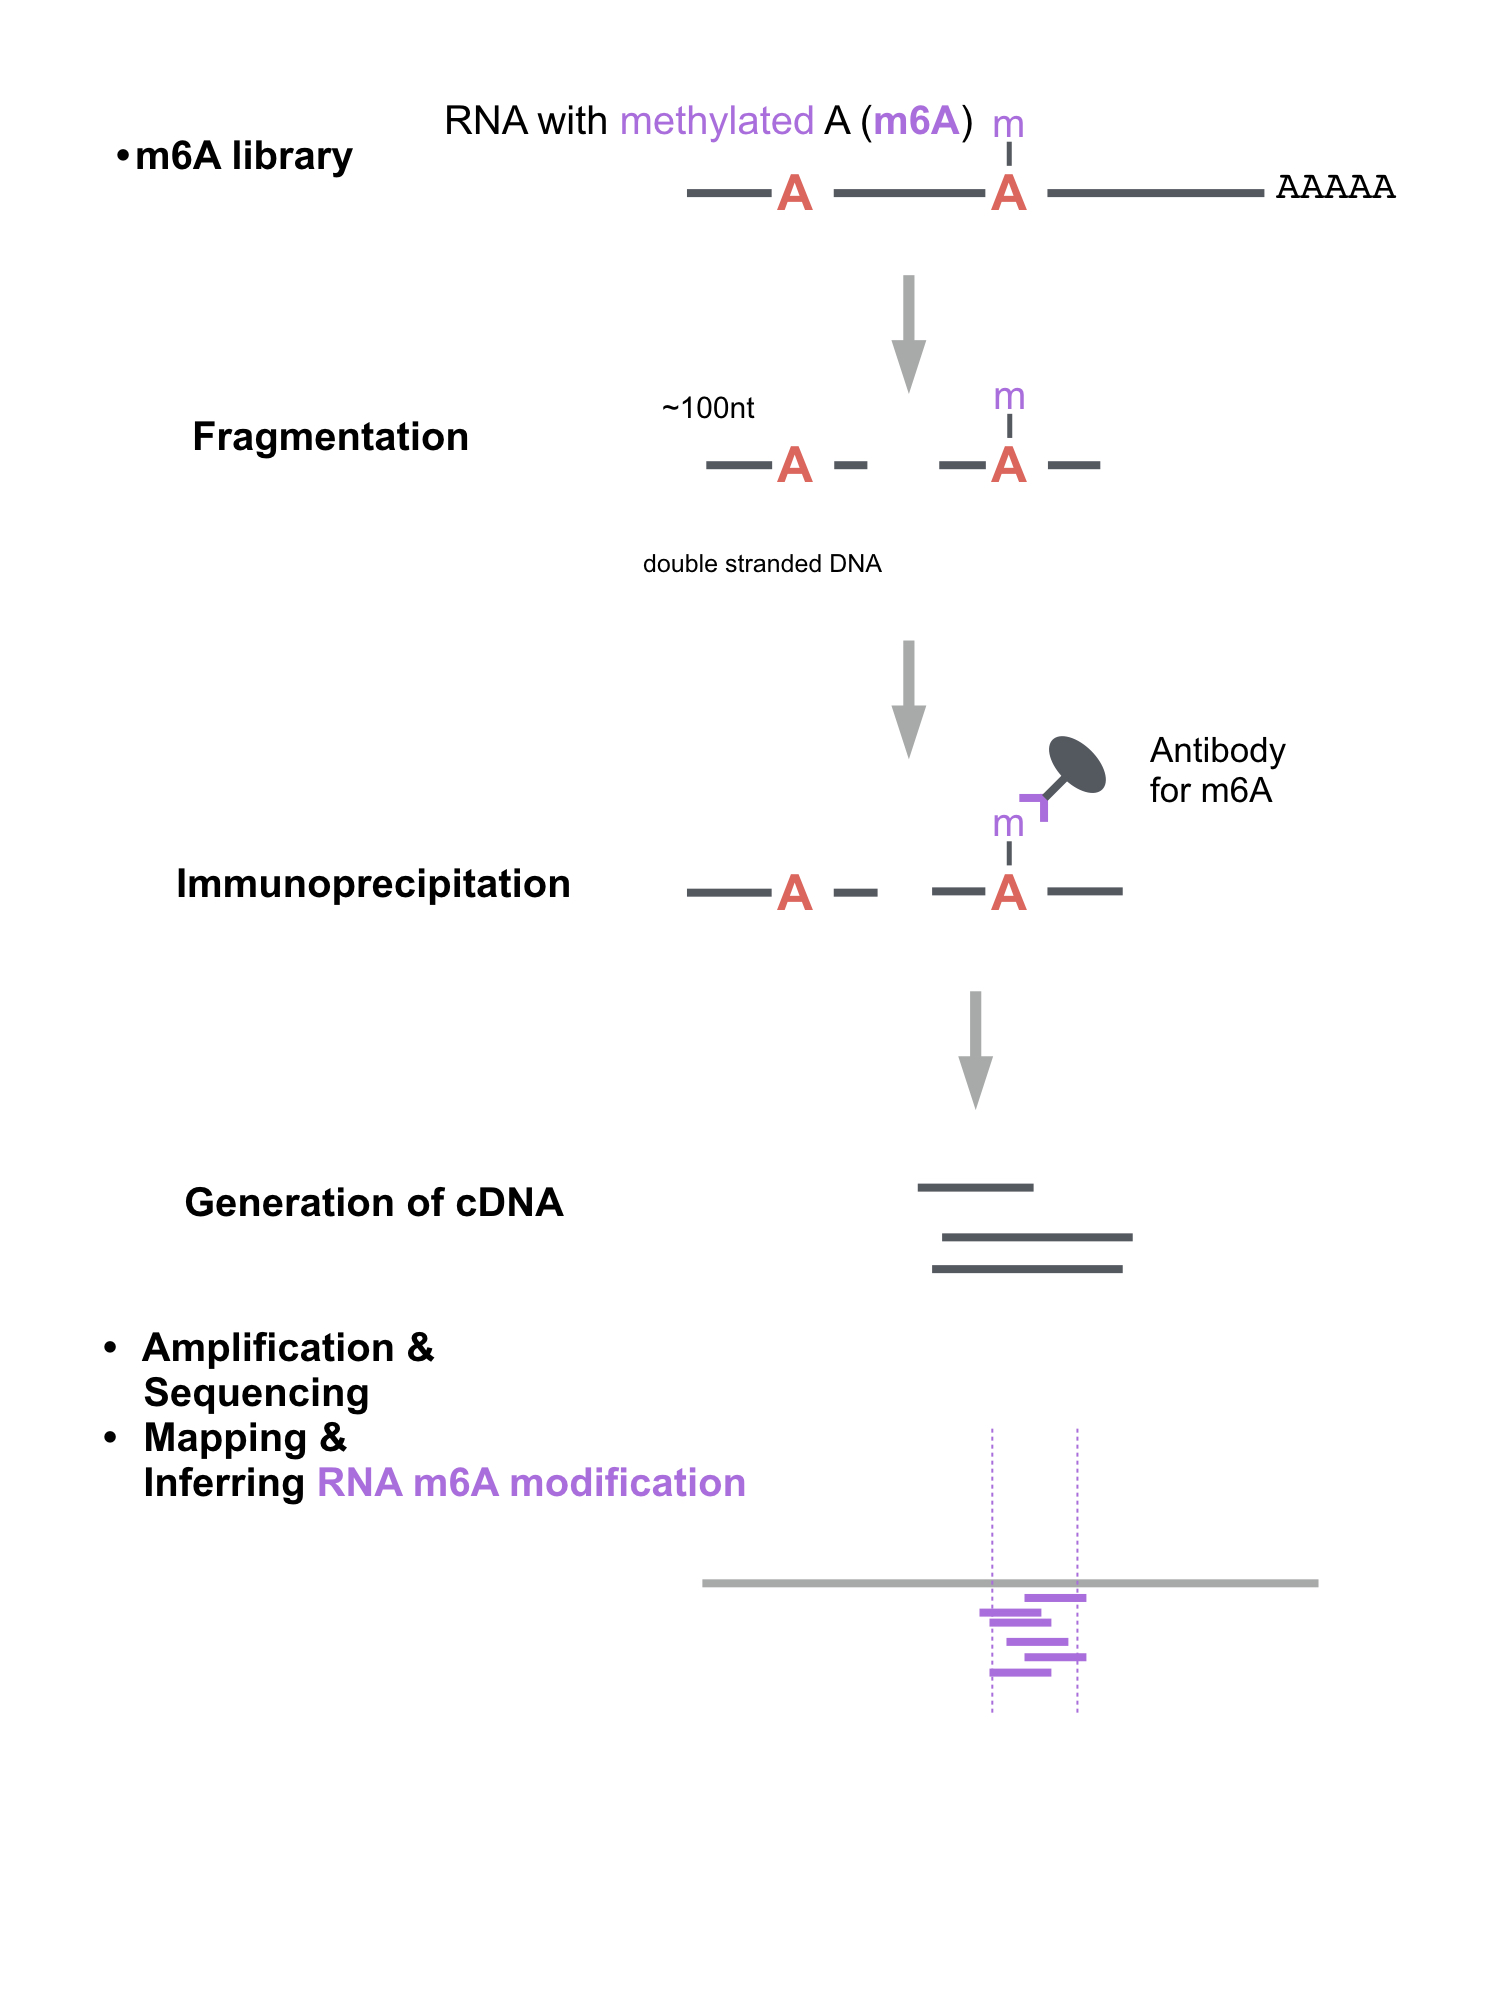 RNA with methylated A (m6A)
m
•m6A library
A A AAAAA
~100nt
m
Fragmentation
A A
double stranded DNA
Antibody
for m6A
m
Immunoprecipitation
A A
Generation of cDNA
• Amplification &
Sequencing
• Mapping &
Inferring RNA m6A modification